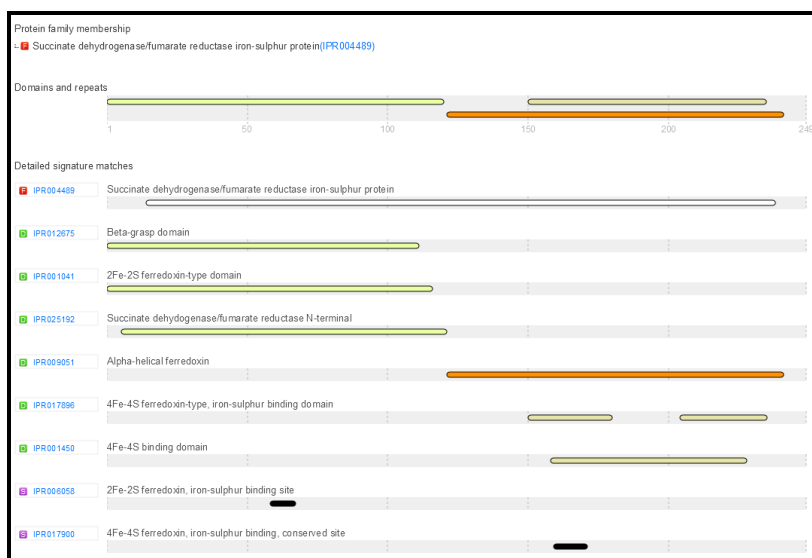 Protein family membership
F Succinate dehydrogenase/fumarate reductase iron-sulphur protein(IPR004489)
Domains and repeats
1 50 100 150 200 249
Detailed signature matches
F IPR004489 Succinate dehydrogenase/fumarate reductase iron-sulphur protein
D IPR012675 Beta-grasp domain
D IPR001041 2Fe-2S ferredoxin-type domain
D IPR025192 Succinate dehydogenase/fumarate reductase N-terminal
D IPR009051 Alpha-helical ferredoxin
D IPR017896 4Fe-4S ferredoxin-type, iron-sulphur binding domain
D IPR001450 4Fe-4S binding domain
S IPR006058 2Fe-2S ferredoxin, iron-sulphur binding site
S IPR017900 4Fe-4S ferredoxin, iron-sulphur binding, conserved site